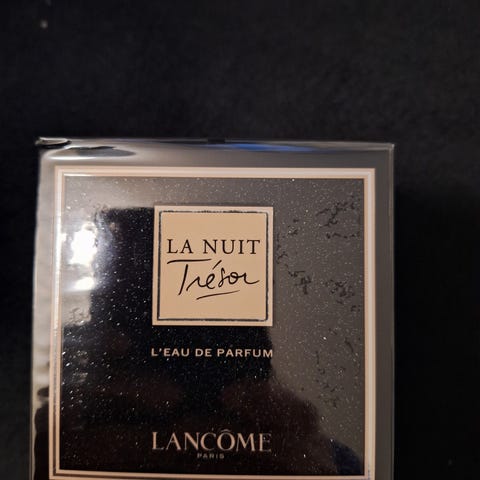 LA NUIT
Trésor
L'EAU DE PARFUM
LANCÔME
PARIS